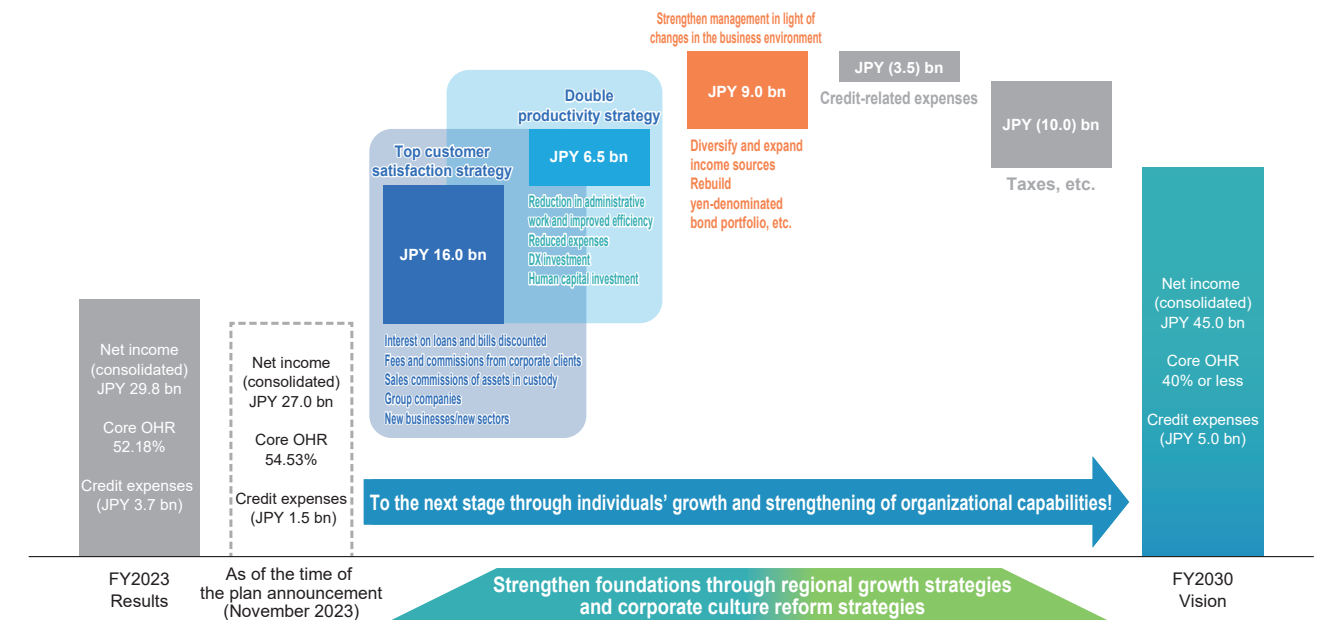 Strengthen management in light of
changes in the business environment
JPY 9.0 bn
Diversify and expand
income sources
Rebuild
yen-denominated
bond portfolio, etc.
JPY (3.5) bn
Credit-related expenses
JPY (10.0) bn
Taxes, etc.
Double
productivity strategy
JPY 6.5 bn
Reduction in administrative
work and improved efficiency
Reduced expenses
DX investment
Human capital investment
Top customer
satisfaction strategy
JPY 16.0 bn
Interest on loans and bills discounted
Fees and commissions from corporate clients
Sales commissions of assets in custody
Group companies
New businesses/new sectors
Net income
(consolidated)
JPY 29.8 bn
Core OHR
52.18%
Credit expenses
(JPY 3.7 bn)
Net income
(consolidated)
JPY 27.0 bn
Core OHR
54.53%
Credit expenses
(JPY 1.5 bn)
Net income
(consolidated)
JPY 45.0 bn
Core OHR
40% or less
Credit expenses
(JPY 5.0 bn)
To the next stage through individuals’ growth and strengthening of organizational capabilities!
FY2023
Results
As of the time of
the plan announcement
(November 2023)
Strengthen foundations through regional growth strategies
and corporate culture reform strategies
FY2030
Vision